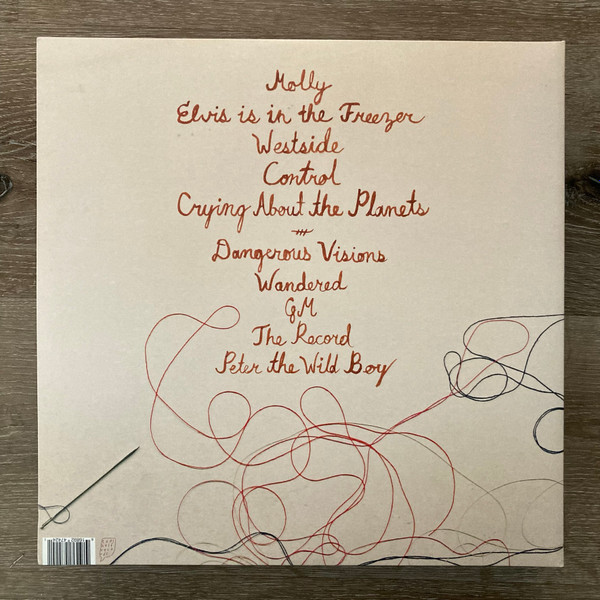 Molly
Elvis is in the Freezer
Westside
Control
Crying About the Planets
Dangerous Visions
Wandered
GM
The Record
Peter the Wild Boy